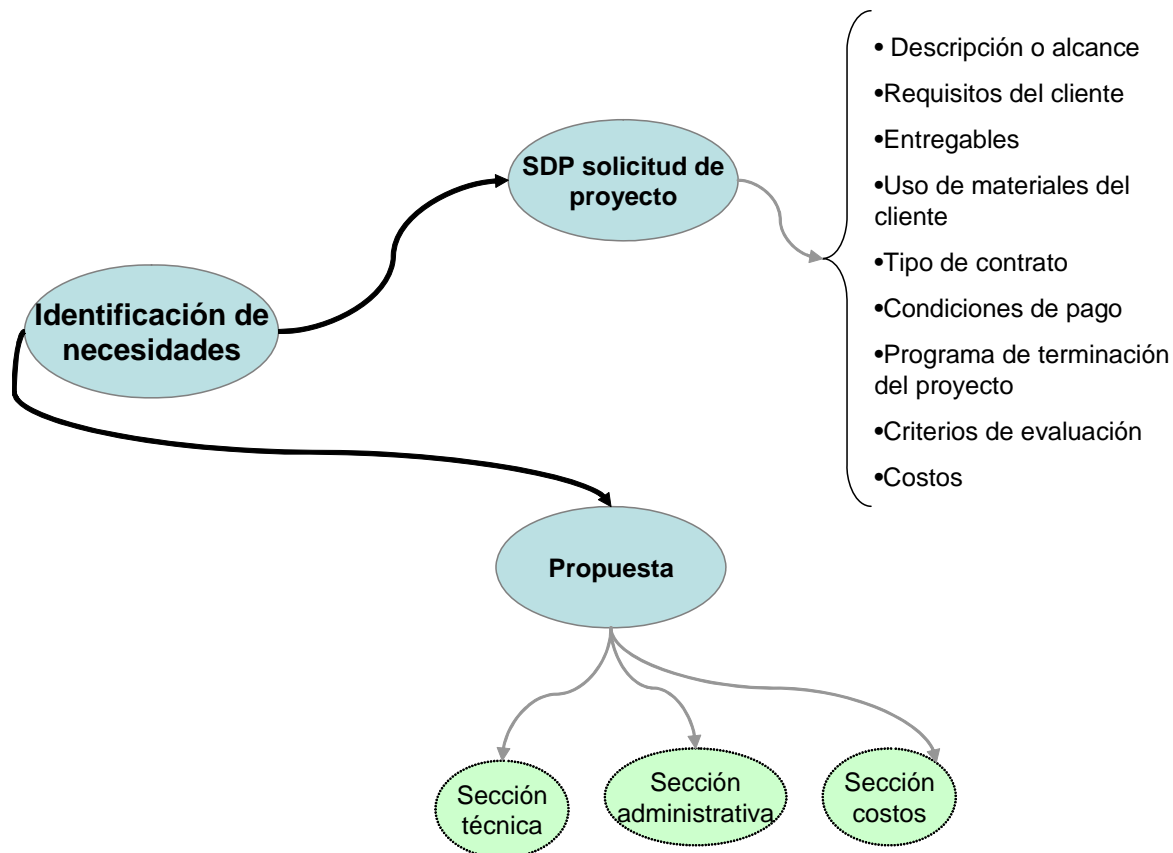 • Descripción o alcance
•Requisitos del cliente
•Entregables
•Uso de materiales del
cliente
•Tipo de contrato
•Condiciones de pago
•Programa de terminación
del proyecto
•Criterios de evaluación
•Costos
SDP solicitud de
proyecto
Identificación de
necesidades
Propuesta
Sección
técnica
Sección
administrativa
Sección
costos